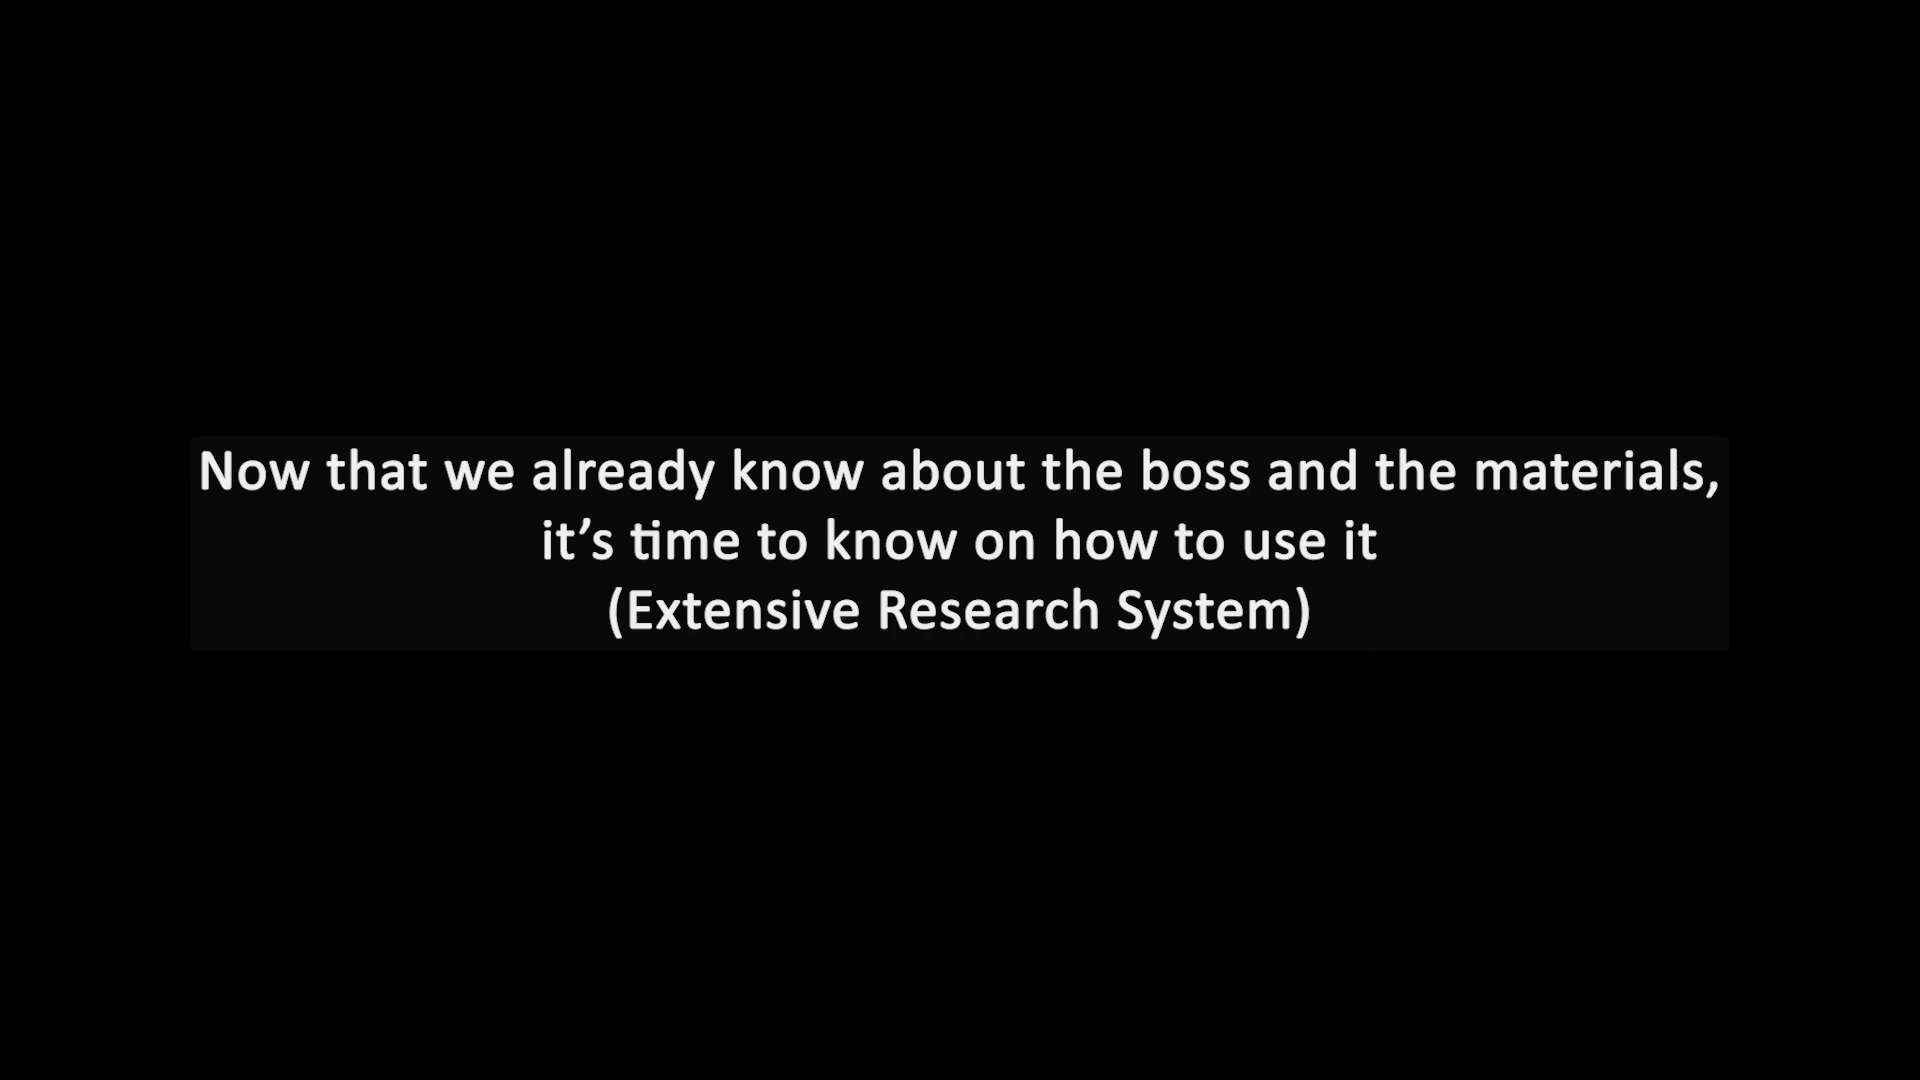 Now that we already know about the boss and the materials,
it’s time to know on how to use it
(Extensive Research System)